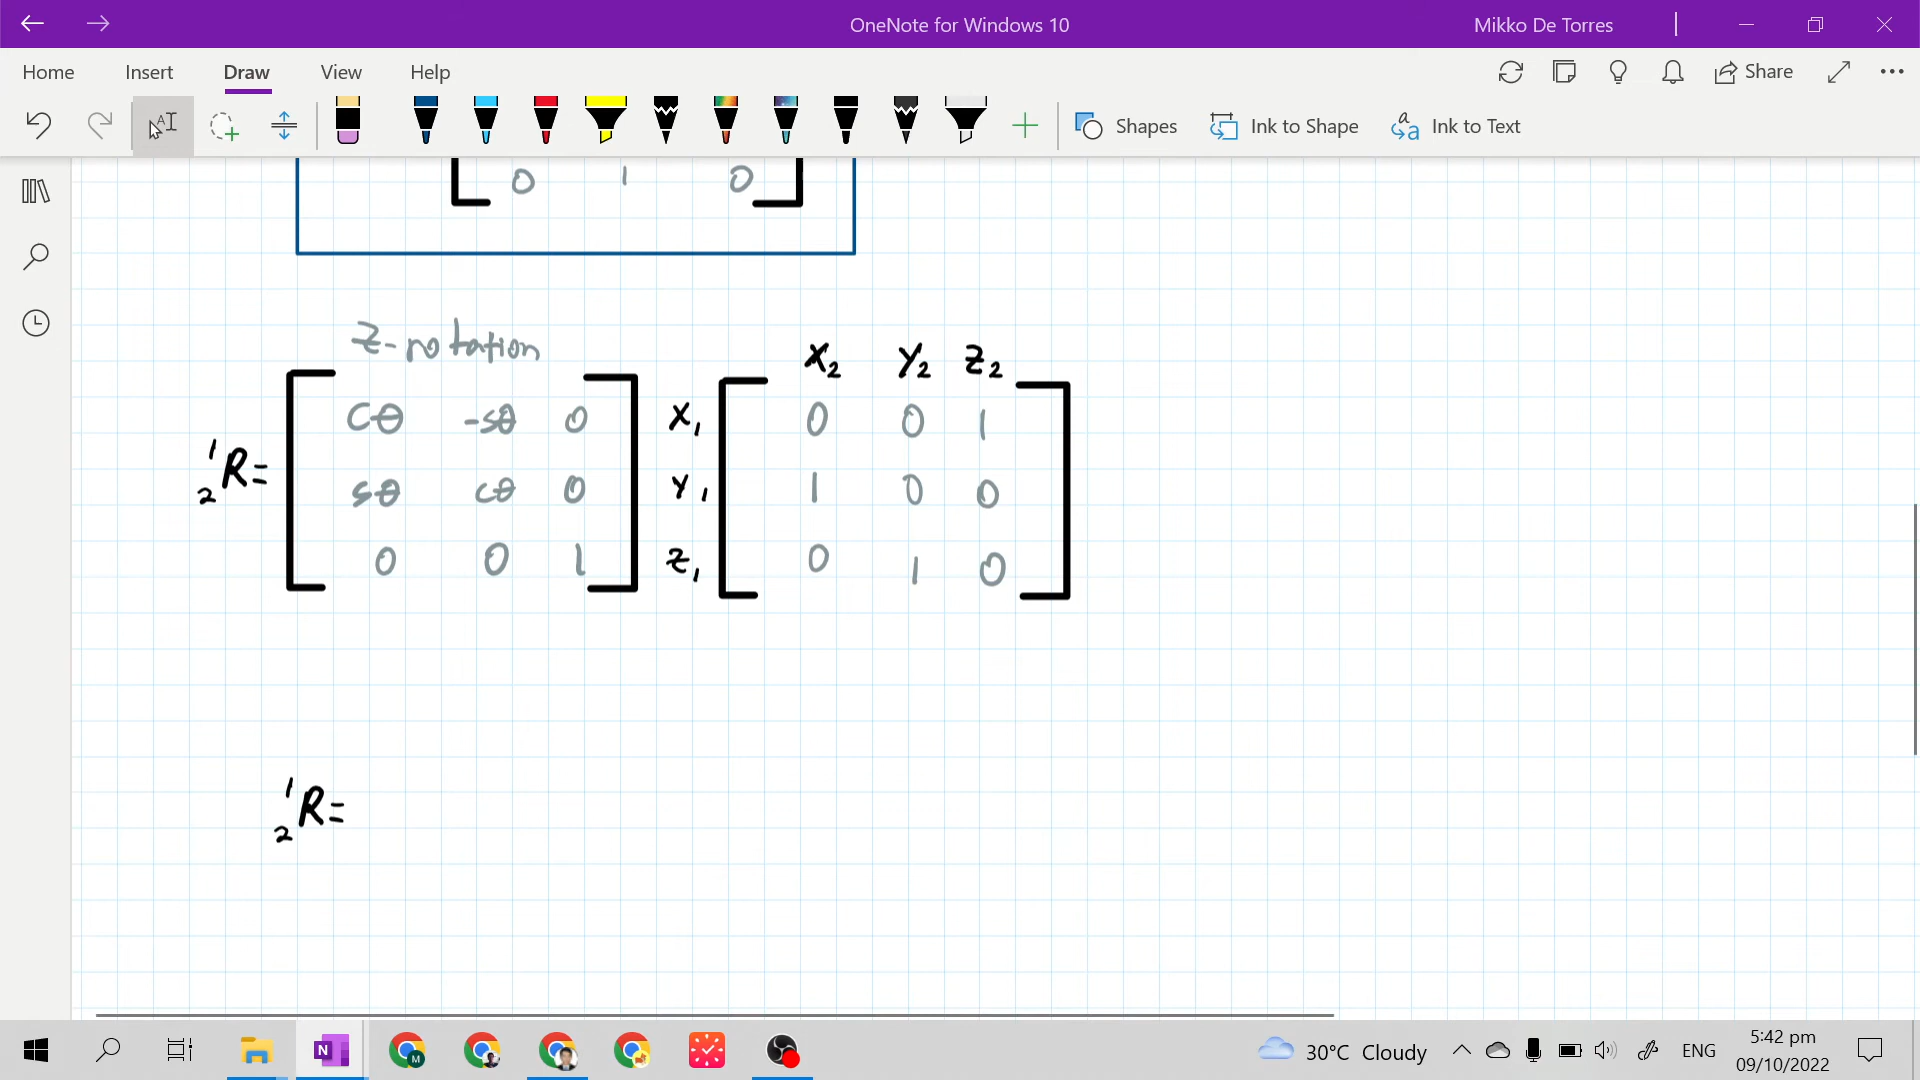 OneNote for Windows 10
Mikko De Torres
Home Insert Draw View Help
Share
Shapes Ink to Shape Ink to Text
0 1 0
Z-rotation
X2 Y2 Z2
Cθ -sθ 0 X1 0 0 1
1 2 R=
sθ cθ 0 Y1 1 0 0
0 0 1 Z1 0 1 0
1 2 R=
30°C Cloudy
ENG
5:42 pm
09/10/2022